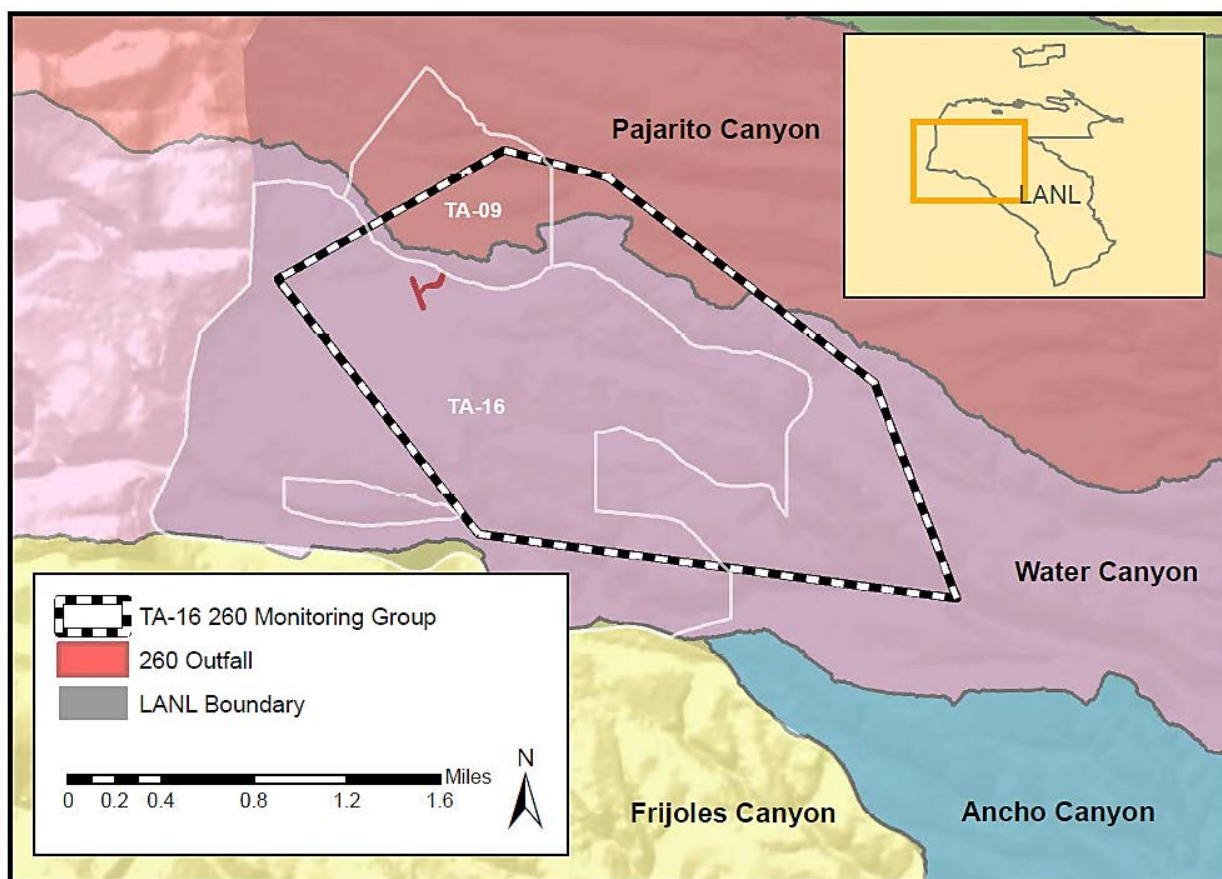 Pajarito Canyon
LANL
TA-09
TA-16
Water Canyon
TA-16 260 Monitoring Group
260 Outfall
LANL Boundary
Miles
0 0.2 0.4 0.8 1.2 1.6
N
Frijoles Canyon
Ancho Canyon